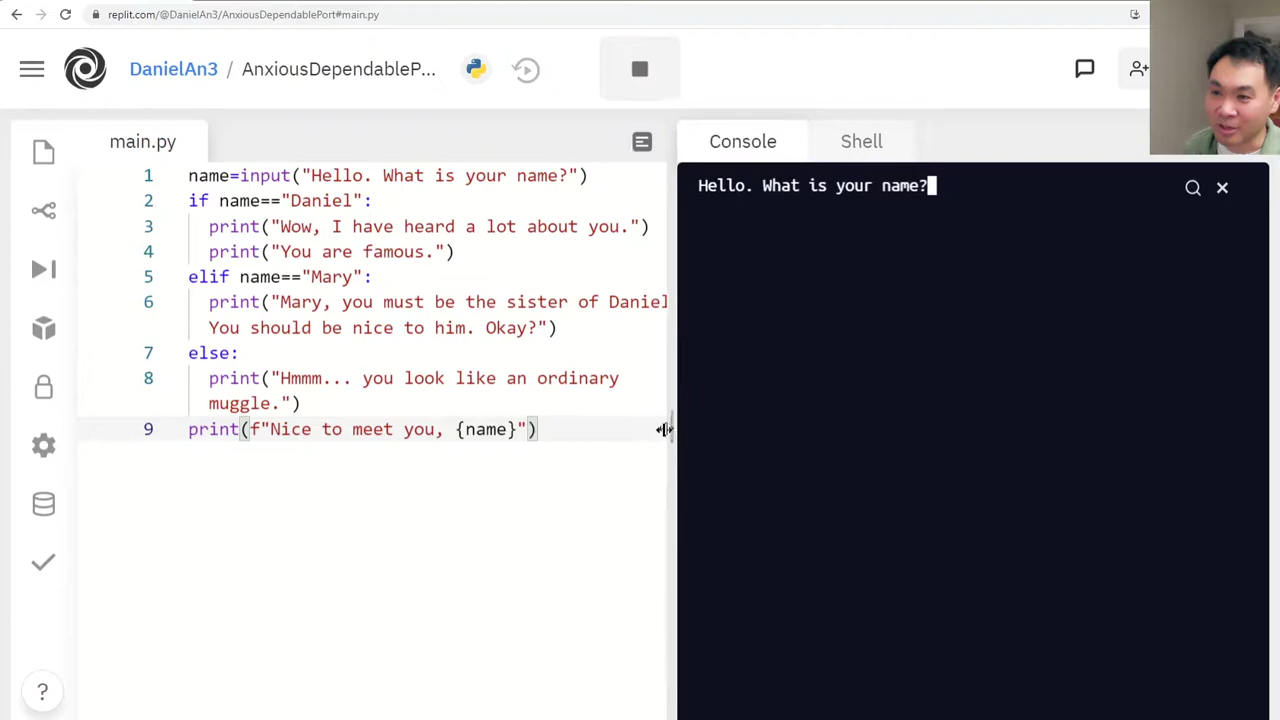 replit.com/@DanielAn3/AnxiousDependablePort#main.py
DanielAn3 / AnxiousDependableP...
main.py
Console
Shell
1 name=input("Hello. What is your name?")
2 if name=="Daniel":
3 print("Wow, I have heard a lot about you.")
4 print("You are famous.")
5 elif name=="Mary":
6 print("Mary, you must be the sister of Daniel
You should be nice to him. Okay?")
7 else:
8 print("Hmmm... you look like an ordinary
muggle.")
9 print(f"Nice to meet you, {name}")
Hello. What is your name?
?